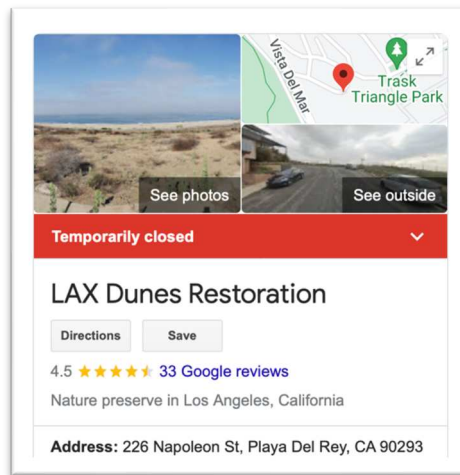 Vista Del Mar
Trask
Triangle Park
See photos
See outside
Temporarily closed
LAX Dunes Restoration
Directions Save
4.5 33 Google reviews
Nature preserve in Los Angeles, California
Address: 226 Napoleon St, Playa Del Rey, CA 90293